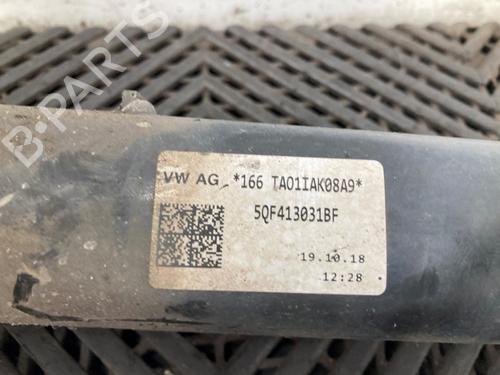 B-PARTS
VW AG *166 TA01IAK08A9*
5QF413031BF
19.10.18
12:28